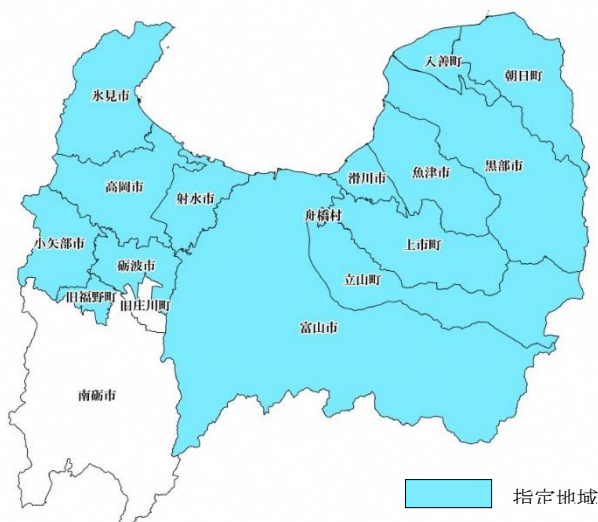 入善町
朝日町
氷見市
魚津市
黒部市
滑川市
高岡市
射水市
舟橋村
上市町
小矢部市
砺波市
立山町
旧福野町
旧庄川町
富山市
南砺市
指定地域